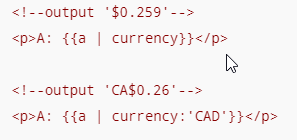 <!--output '$0.259'-->
<p>A: {{a | currency}}</p>
<!--output 'CA$0.26'-->
<p>A: {{a | currency:'CAD'}}</p>